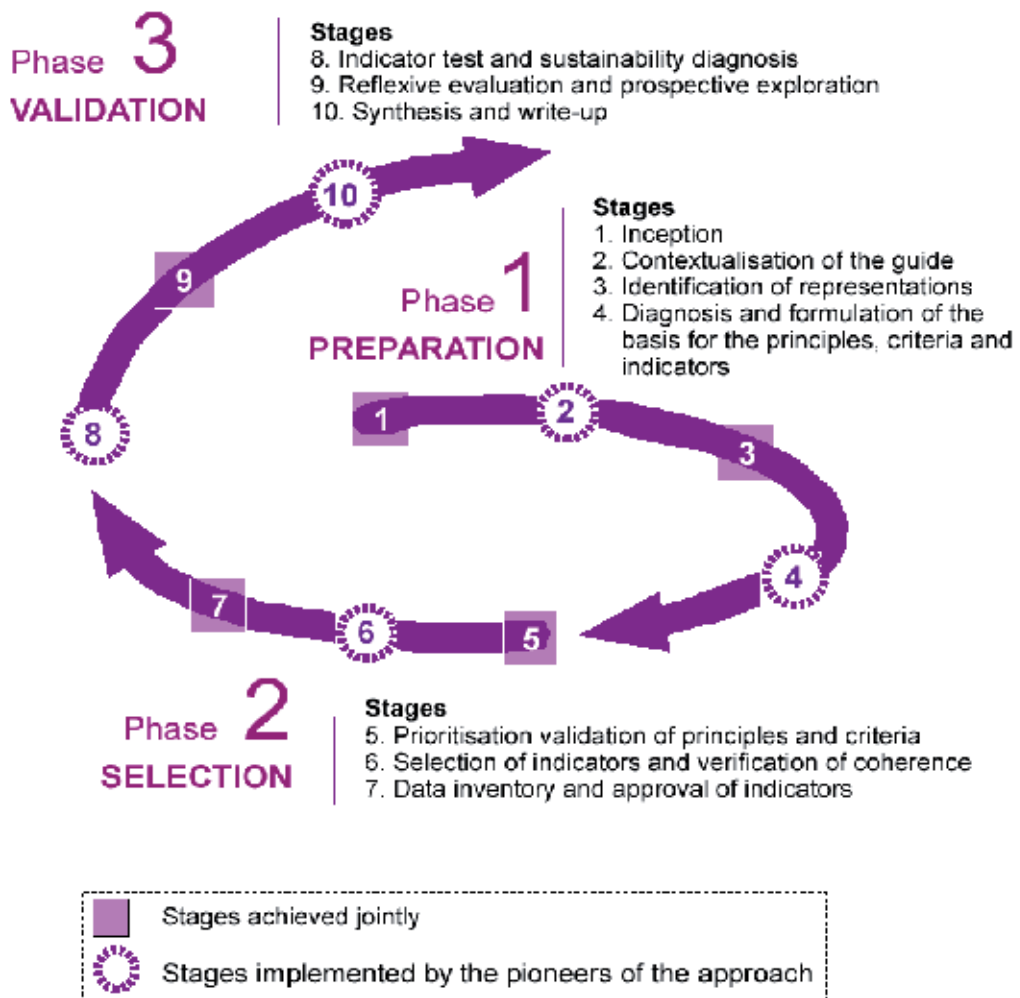 Phase 3
VALIDATION
Stages
8. Indicator test and sustainability diagnosis
9. Reflexive evaluation and prospective exploration
10. Synthesis and write-up
10
9
8
Phase 1
PREPARATION
Stages
1. Inception
2. Contextualisation of the guide
3. Identification of representations
4. Diagnosis and formulation of the
basis for the principles, criteria and
indicators
1
2
3
4
5
6
7
Phase 2
SELECTION
Stages
5. Prioritisation validation of principles and criteria
6. Selection of indicators and verification of coherence
7. Data inventory and approval of indicators
Stages achieved jointly
Stages implemented by the pioneers of the approach